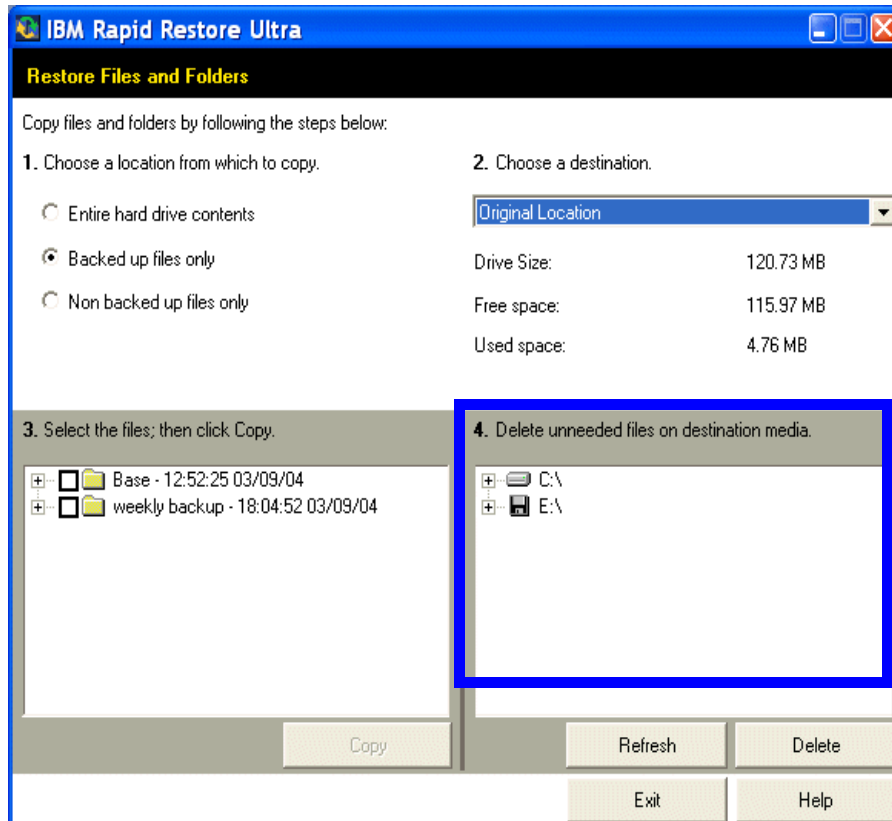 IBM Rapid Restore Ultra
Restore Files and Folders
Copy files and folders by following the steps below:
1. Choose a location from which to copy.
Entire hard drive contents
Backed up files only
Non backed up files only
2. Choose a destination.
Original Location
Drive Size: 120.73 MB
Free space: 115.97 MB
Used space: 4.76 MB
3. Select the files; then click Copy.
Base - 12:52:25 03/09/04
weekly backup - 18:04:52 03/09/04
Copy
4. Delete unneeded files on destination media.
C:\
E:\
Refresh
Delete
Exit
Help